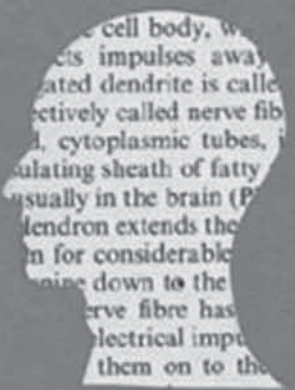 cell body, w
cts impulses away
ated dendrite is calle
ectively called nerve fib
, cytoplasmic tubes, i
sulating sheath of fatty
usually in the brain (P
dendron extends the
n for considerable
down to the
erve fibre has
lectrical impu
them on to the